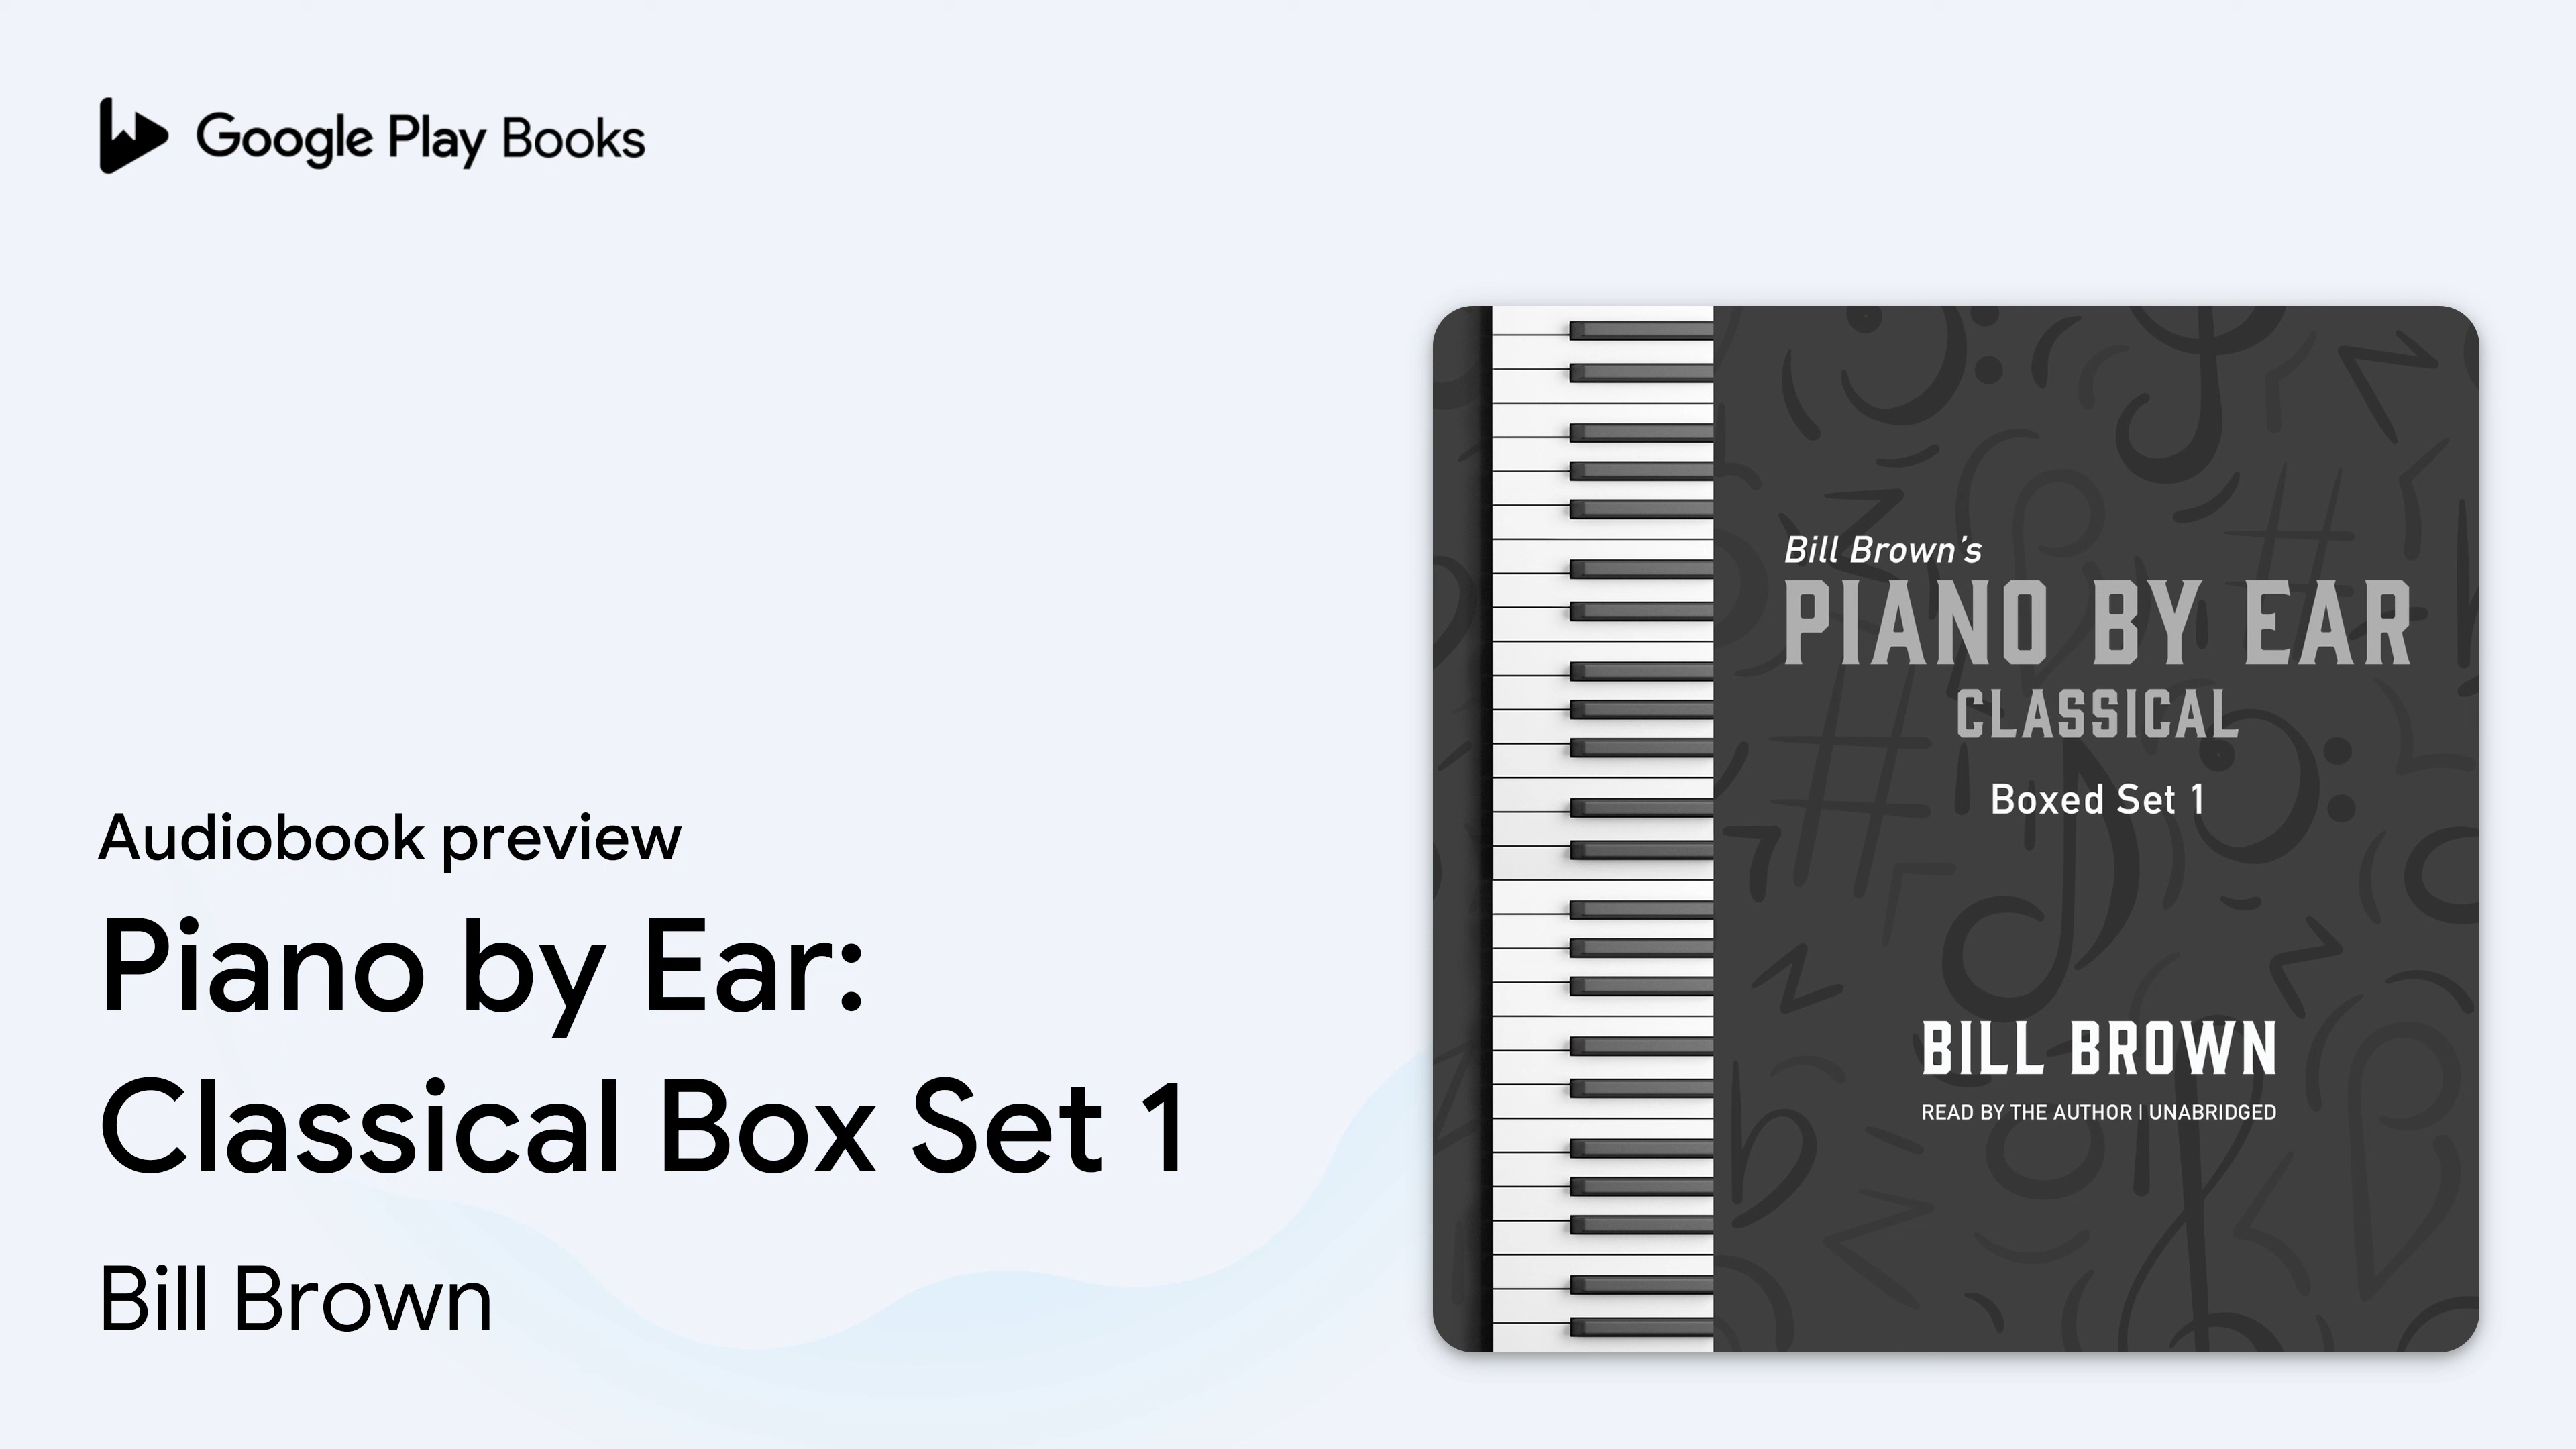 Google Play Books
Audiobook preview
Piano by Ear:
Classical Box Set 1
Bill Brown
Bill Brown's
PIANO BY EAR
CLASSICAL
Boxed Set 1
BILL BROWN
READ BY THE AUTHOR | UNABRIDGED